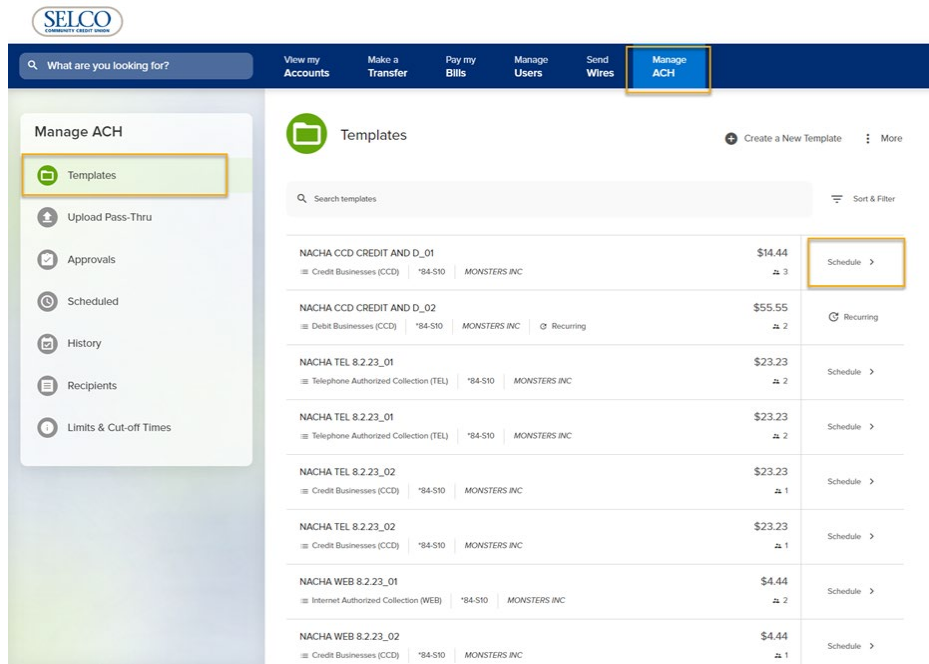 SELCO
COMMUNITY CREDIT UNION
What are you looking for?
View my
Accounts
Make a
Transfer
Pay my
Bills
Manage
Users
Send
Wires
Manage
ACH
Manage ACH
Templates
Upload Pass-Thru
Approvals
Scheduled
History
Recipients
Limits & Cut-off Times
Templates
Create a New Template
More
Search templates
Sort & Filter
NACHA CCD CREDIT AND D_01 $14.44
Credit Businesses (CCD) *84-S10 MONSTERS INC 3
Schedule
NACHA CCD CREDIT AND D_02 $55.55
Debit Businesses (CCD) *84-S10 MONSTERS INC Recurring 2
Recurring
NACHA TEL 8.2.23_01 $23.23
Telephone Authorized Collection (TEL) *84-S10 MONSTERS INC 2
Schedule
NACHA TEL 8.2.23_01 $23.23
Telephone Authorized Collection (TEL) *84-S10 MONSTERS INC 2
Schedule
NACHA TEL 8.2.23_02 $23.23
Credit Businesses (CCD) *84-S10 MONSTERS INC 1
Schedule
NACHA TEL 8.2.23_02 $23.23
Credit Businesses (CCD) *84-S10 MONSTERS INC 1
Schedule
NACHA WEB 8.2.23_01 $4.44
Internet Authorized Collection (WEB) *84-S10 MONSTERS INC 2
Schedule
NACHA WEB 8.2.23_02 $4.44
Credit Businesses (CCD) *84-S10 MONSTERS INC 1
Schedule